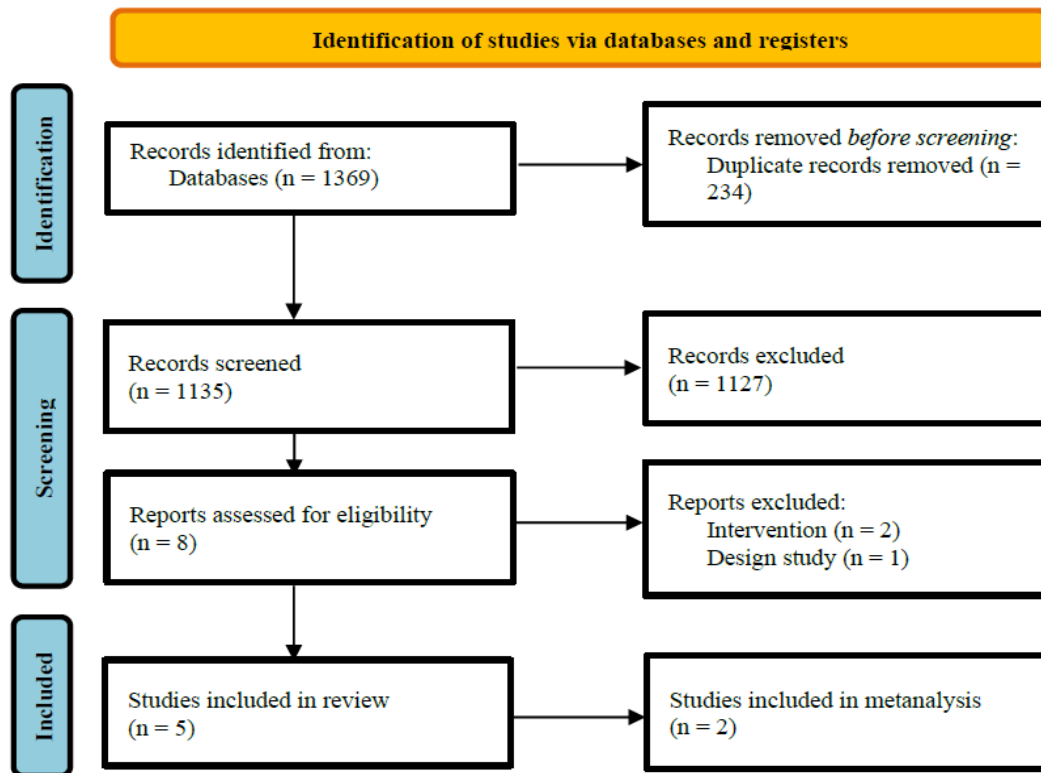 Identification of studies via databases and registers
Identification
Records identified from:
Databases (n = 1369)
Records removed before screening:
Duplicate records removed (n =
234)
Screening
Records screened
(n = 1135)
Records excluded
(n = 1127)
Reports assessed for eligibility
(n = 8)
Reports excluded:
Intervention (n = 2)
Design study (n = 1)
Included
Studies included in review
(n = 5)
Studies included in metanalysis
(n = 2)